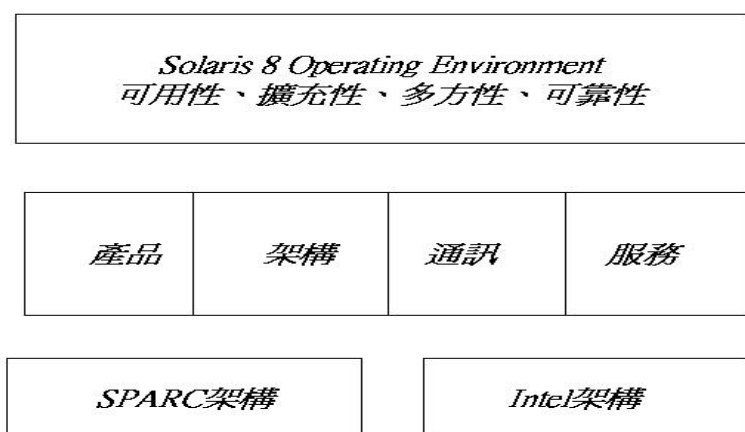 Solaris 8 Operating Environment
可用性、擴充性、多方性、可靠性
產品 架構 通訊 服務
SPARC架構 Intel架構